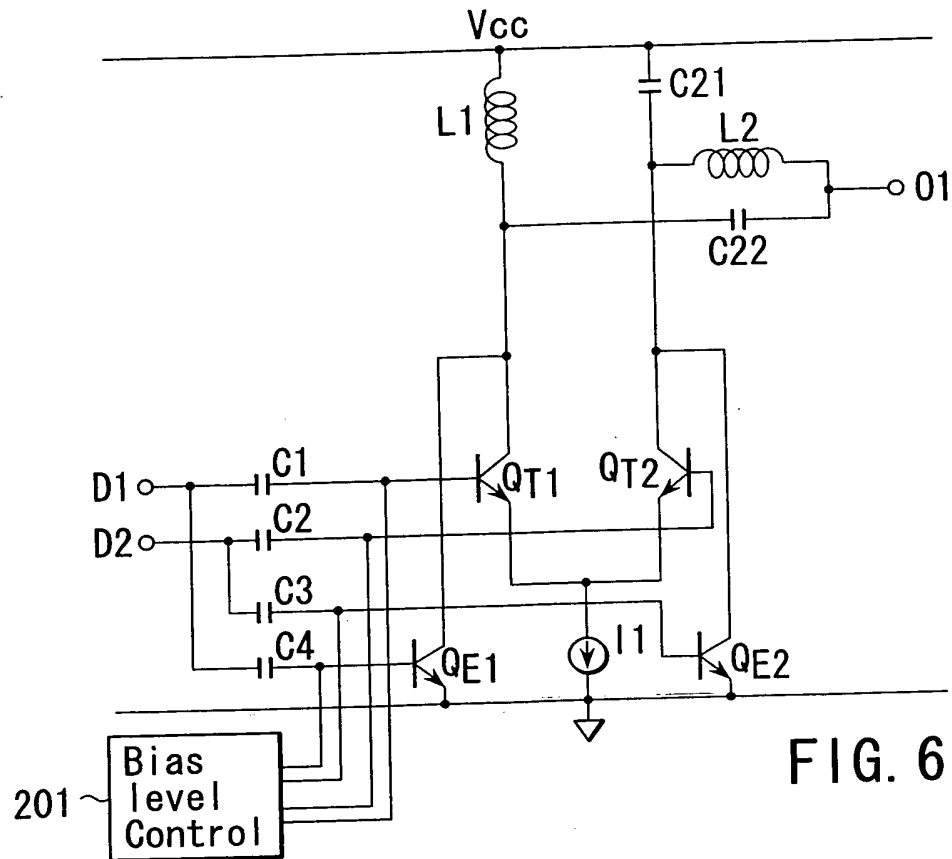 Vcc
C21
L1
L2
O1
C22
D1
C1
QT1
QT2
D2
C2
C3
C4
QE1
I1
QE2
201
Bias
level
Control
FIG. 6